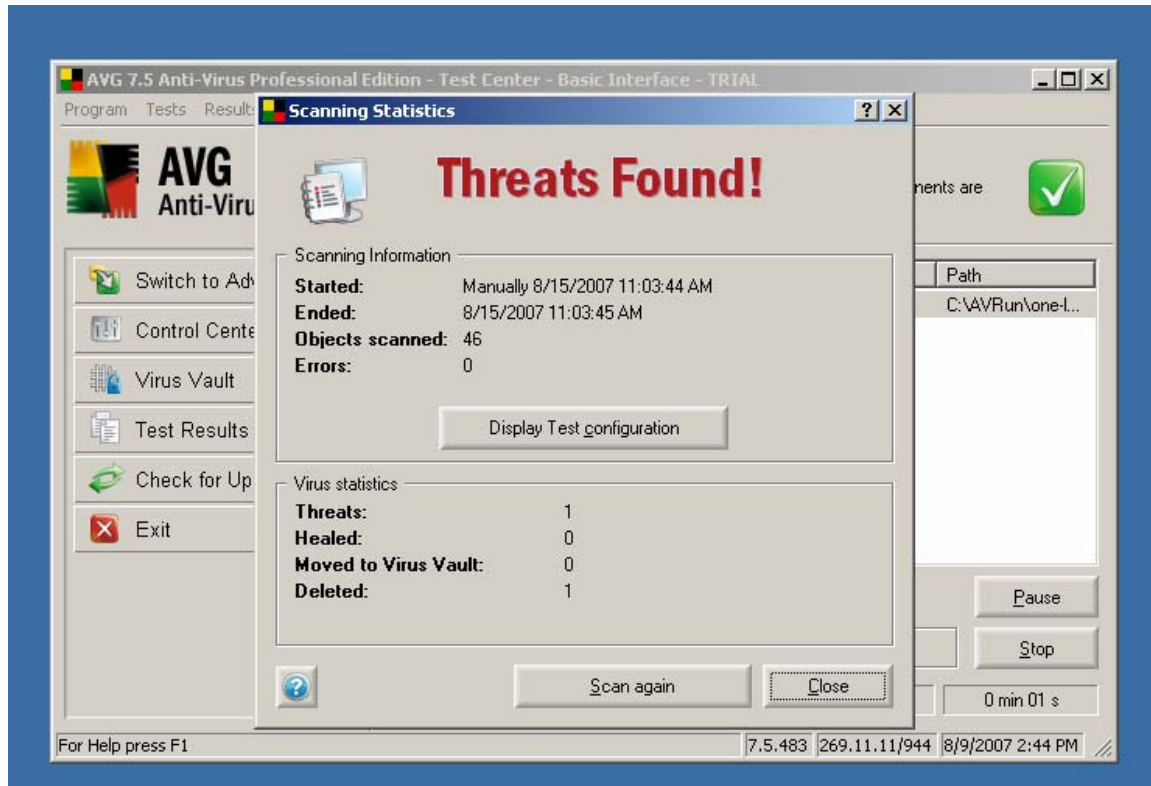 AVG 7.5 Anti-Virus Professional Edition - Test Center - Basic Interface - TRIAL
Program Tests Results
Scanning Statistics
AVG
Anti-Viru
Threats Found!
nents are
Switch to Adv
Control Cente
Virus Vault
Test Results
Check for Up
Exit
Scanning Information
Started: Manually 8/15/2007 11:03:44 AM
Ended: 8/15/2007 11:03:45 AM
Objects scanned: 46
Errors: 0
Display Test configuration
Virus statistics
Threats: 1
Healed: 0
Moved to Virus Vault: 0
Deleted: 1
Scan again
Close
Path
C:\AVRun\one-l...
Pause
Stop
0 min 01 s
For Help press F1
7.5.483 269.11.11/944 8/9/2007 2:44 PM